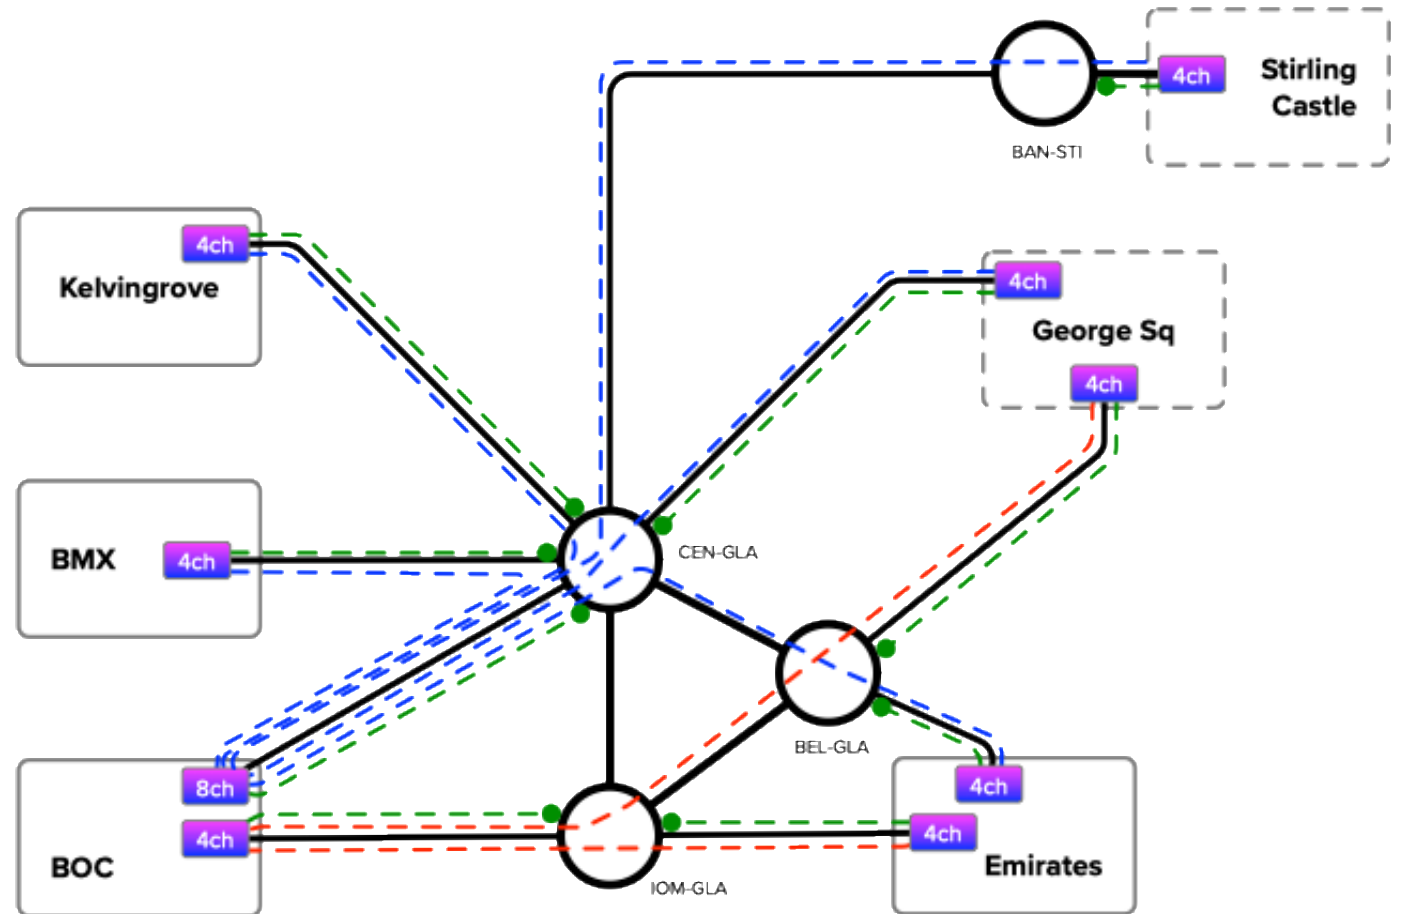 4ch
Stirling
Castle
BAN-STI
4ch
Kelvingrove
4ch
George Sq
4ch
BMX
4ch
CEN-GLA
BEL-GLA
8ch
4ch
4ch
4ch
BOC
Emirates
IOM-GLA